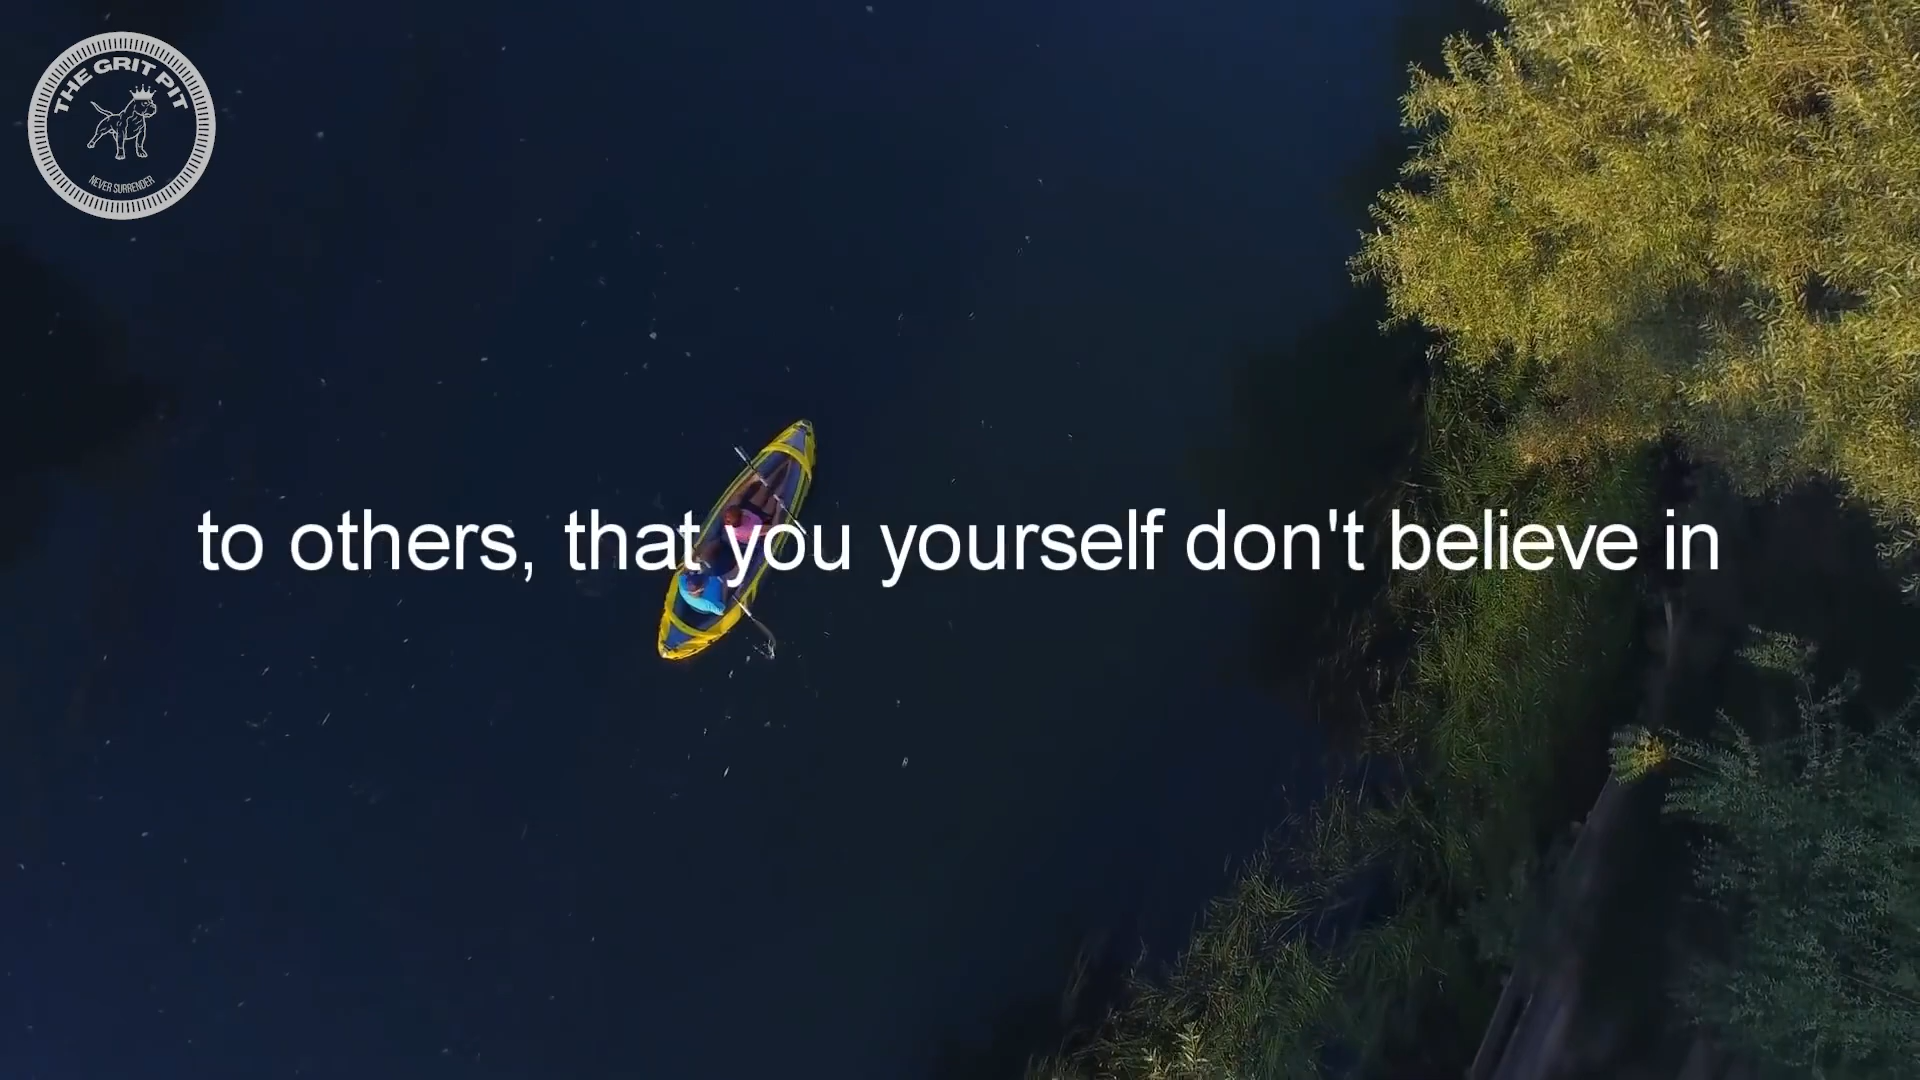 THE GRIT PIT
NEVER SURRENDER
to others, that you yourself don't believe in